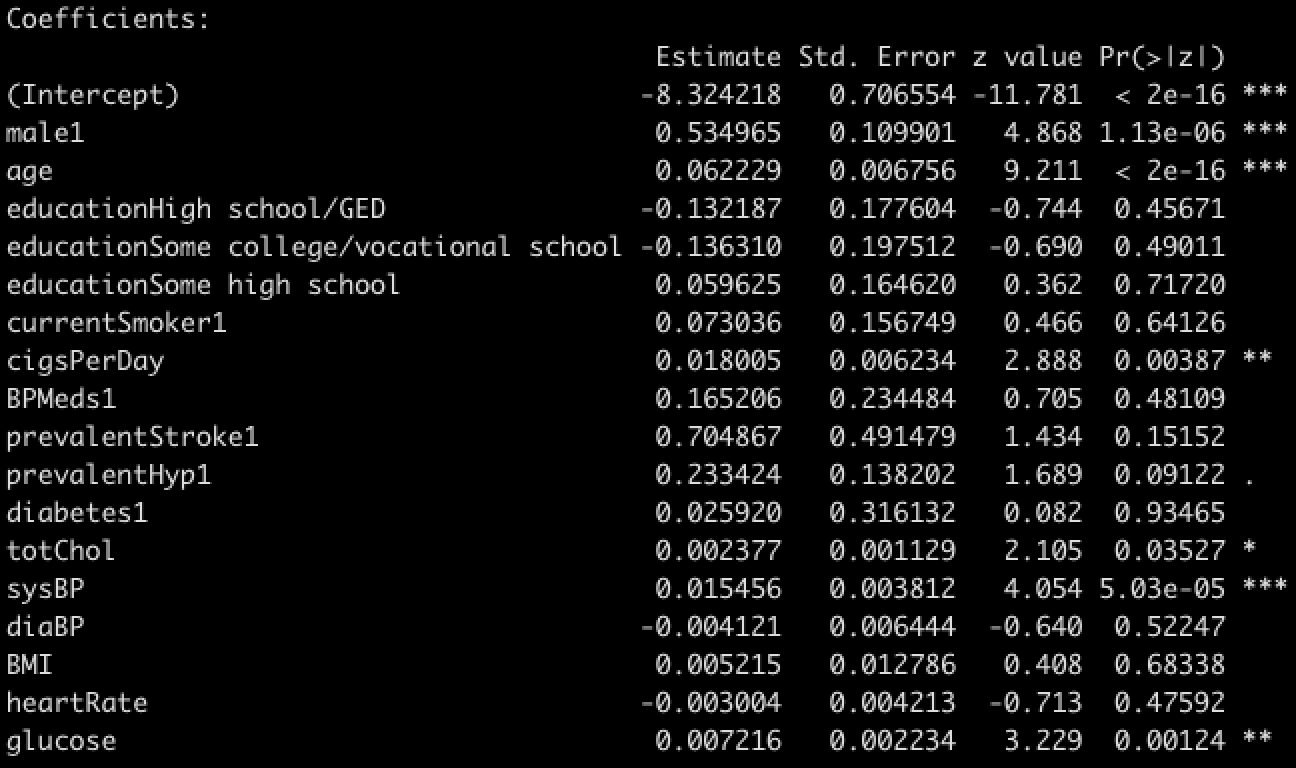 Coefficients:
                                         Estimate Std. Error z value Pr(>|z|)
(Intercept)                             -8.324218   0.706554 -11.781  < 2e-16 ***
male1                                    0.534965   0.109901   4.868 1.13e-06 ***
age                                      0.062229   0.006756   9.211  < 2e-16 ***
educationHigh school/GED                -0.132187   0.177604  -0.744  0.45671
educationSome college/vocational school -0.136310   0.197512  -0.690  0.49011
educationSome high school                0.059625   0.164620   0.362  0.71720
currentSmoker1                           0.073036   0.156749   0.466  0.64126
cigsPerDay                               0.018005   0.006234   2.888  0.00387 **
BPMeds1                                  0.165206   0.234484   0.705  0.48109
prevalentStroke1                         0.704867   0.491479   1.434  0.15152
prevalentHyp1                            0.233424   0.138202   1.689  0.09122 .
diabetes1                                0.025920   0.316132   0.082  0.93465
totChol                                  0.002377   0.001129   2.105  0.03527 *
sysBP                                    0.015456   0.003812   4.054 5.03e-05 ***
diaBP                                   -0.004121   0.006444  -0.640  0.52247
BMI                                      0.005215   0.012786   0.408  0.68338
heartRate                               -0.003004   0.004213  -0.713  0.47592
glucose                                  0.007216   0.002234   3.229  0.00124 **